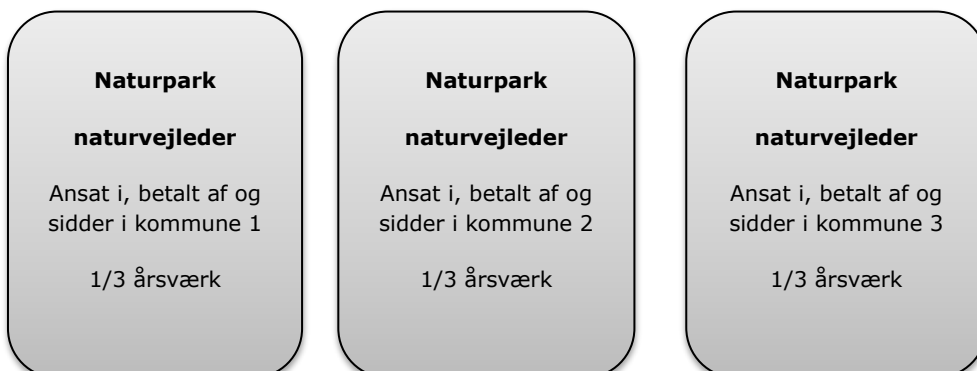 Naturpark
naturvejleder
Ansat i, betalt af og
sidder i kommune 1
1/3 årsværk
Naturpark
naturvejleder
Ansat i, betalt af og
sidder i kommune 2
1/3 årsværk
Naturpark
naturvejleder
Ansat i, betalt af og
sidder i kommune 3
1/3 årsværk